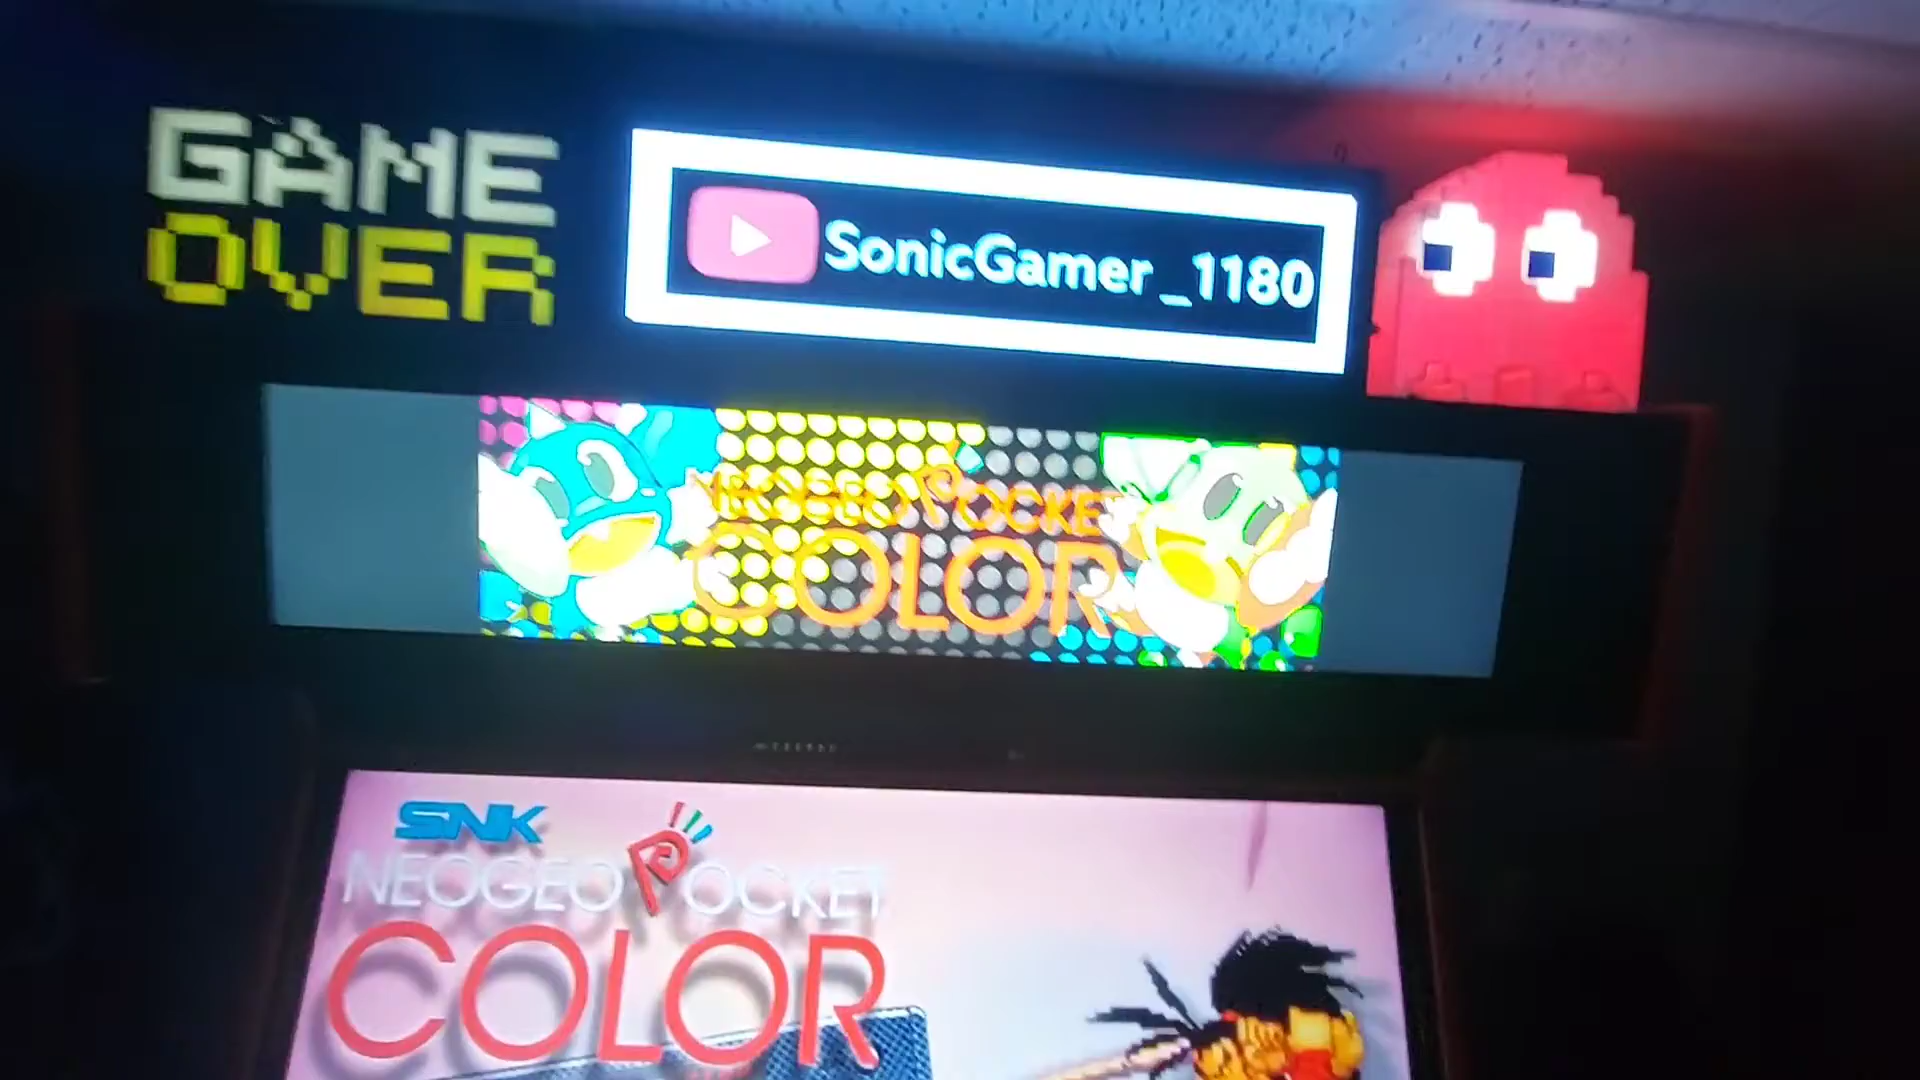 GAME
OVER
SonicGamer_1180
NEOGEO POCKET
COLOR
SNK
NEOGEO POCKET
COLOR